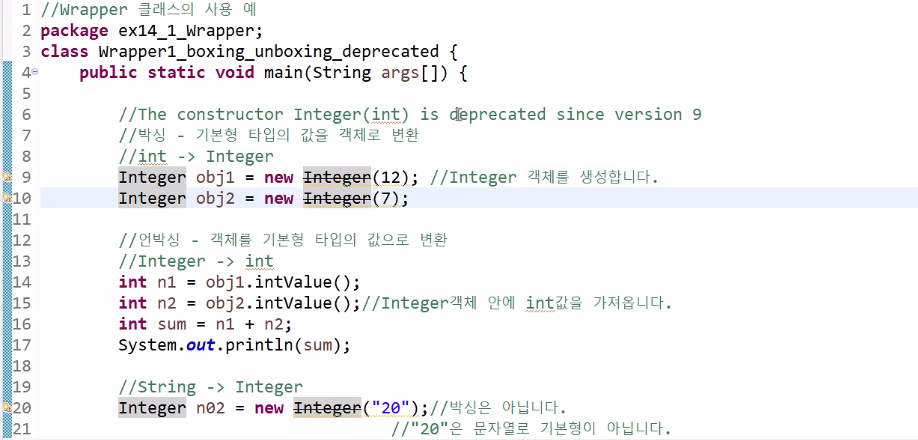 1 //Wrapper 클래스의 사용 예
2 package ex14_1_Wrapper;
3 class Wrapper1_boxing_unboxing_deprecated {
4 public static void main(String args[]) {
5
6 //The constructor Integer(int) is deprecated since version 9
7 //박싱 - 기본형 타입의 값을 객체로 변환
8 //int -> Integer
9 Integer obj1 = new Integer(12); //Integer 객체를 생성합니다.
10 Integer obj2 = new Integer(7);
11
12 //언박싱 - 객체를 기본형 타입의 값으로 변환
13 //Integer -> int
14 int n1 = obj1.intValue();
15 int n2 = obj2.intValue();//Integer객체 안에 int값을 가져옵니다.
16 int sum = n1 + n2;
17 System.out.println(sum);
18
19 //String -> Integer
20 Integer n02 = new Integer("20");//박싱은 아닙니다.
21 //"20"은 문자열로 기본형이 아닙니다.